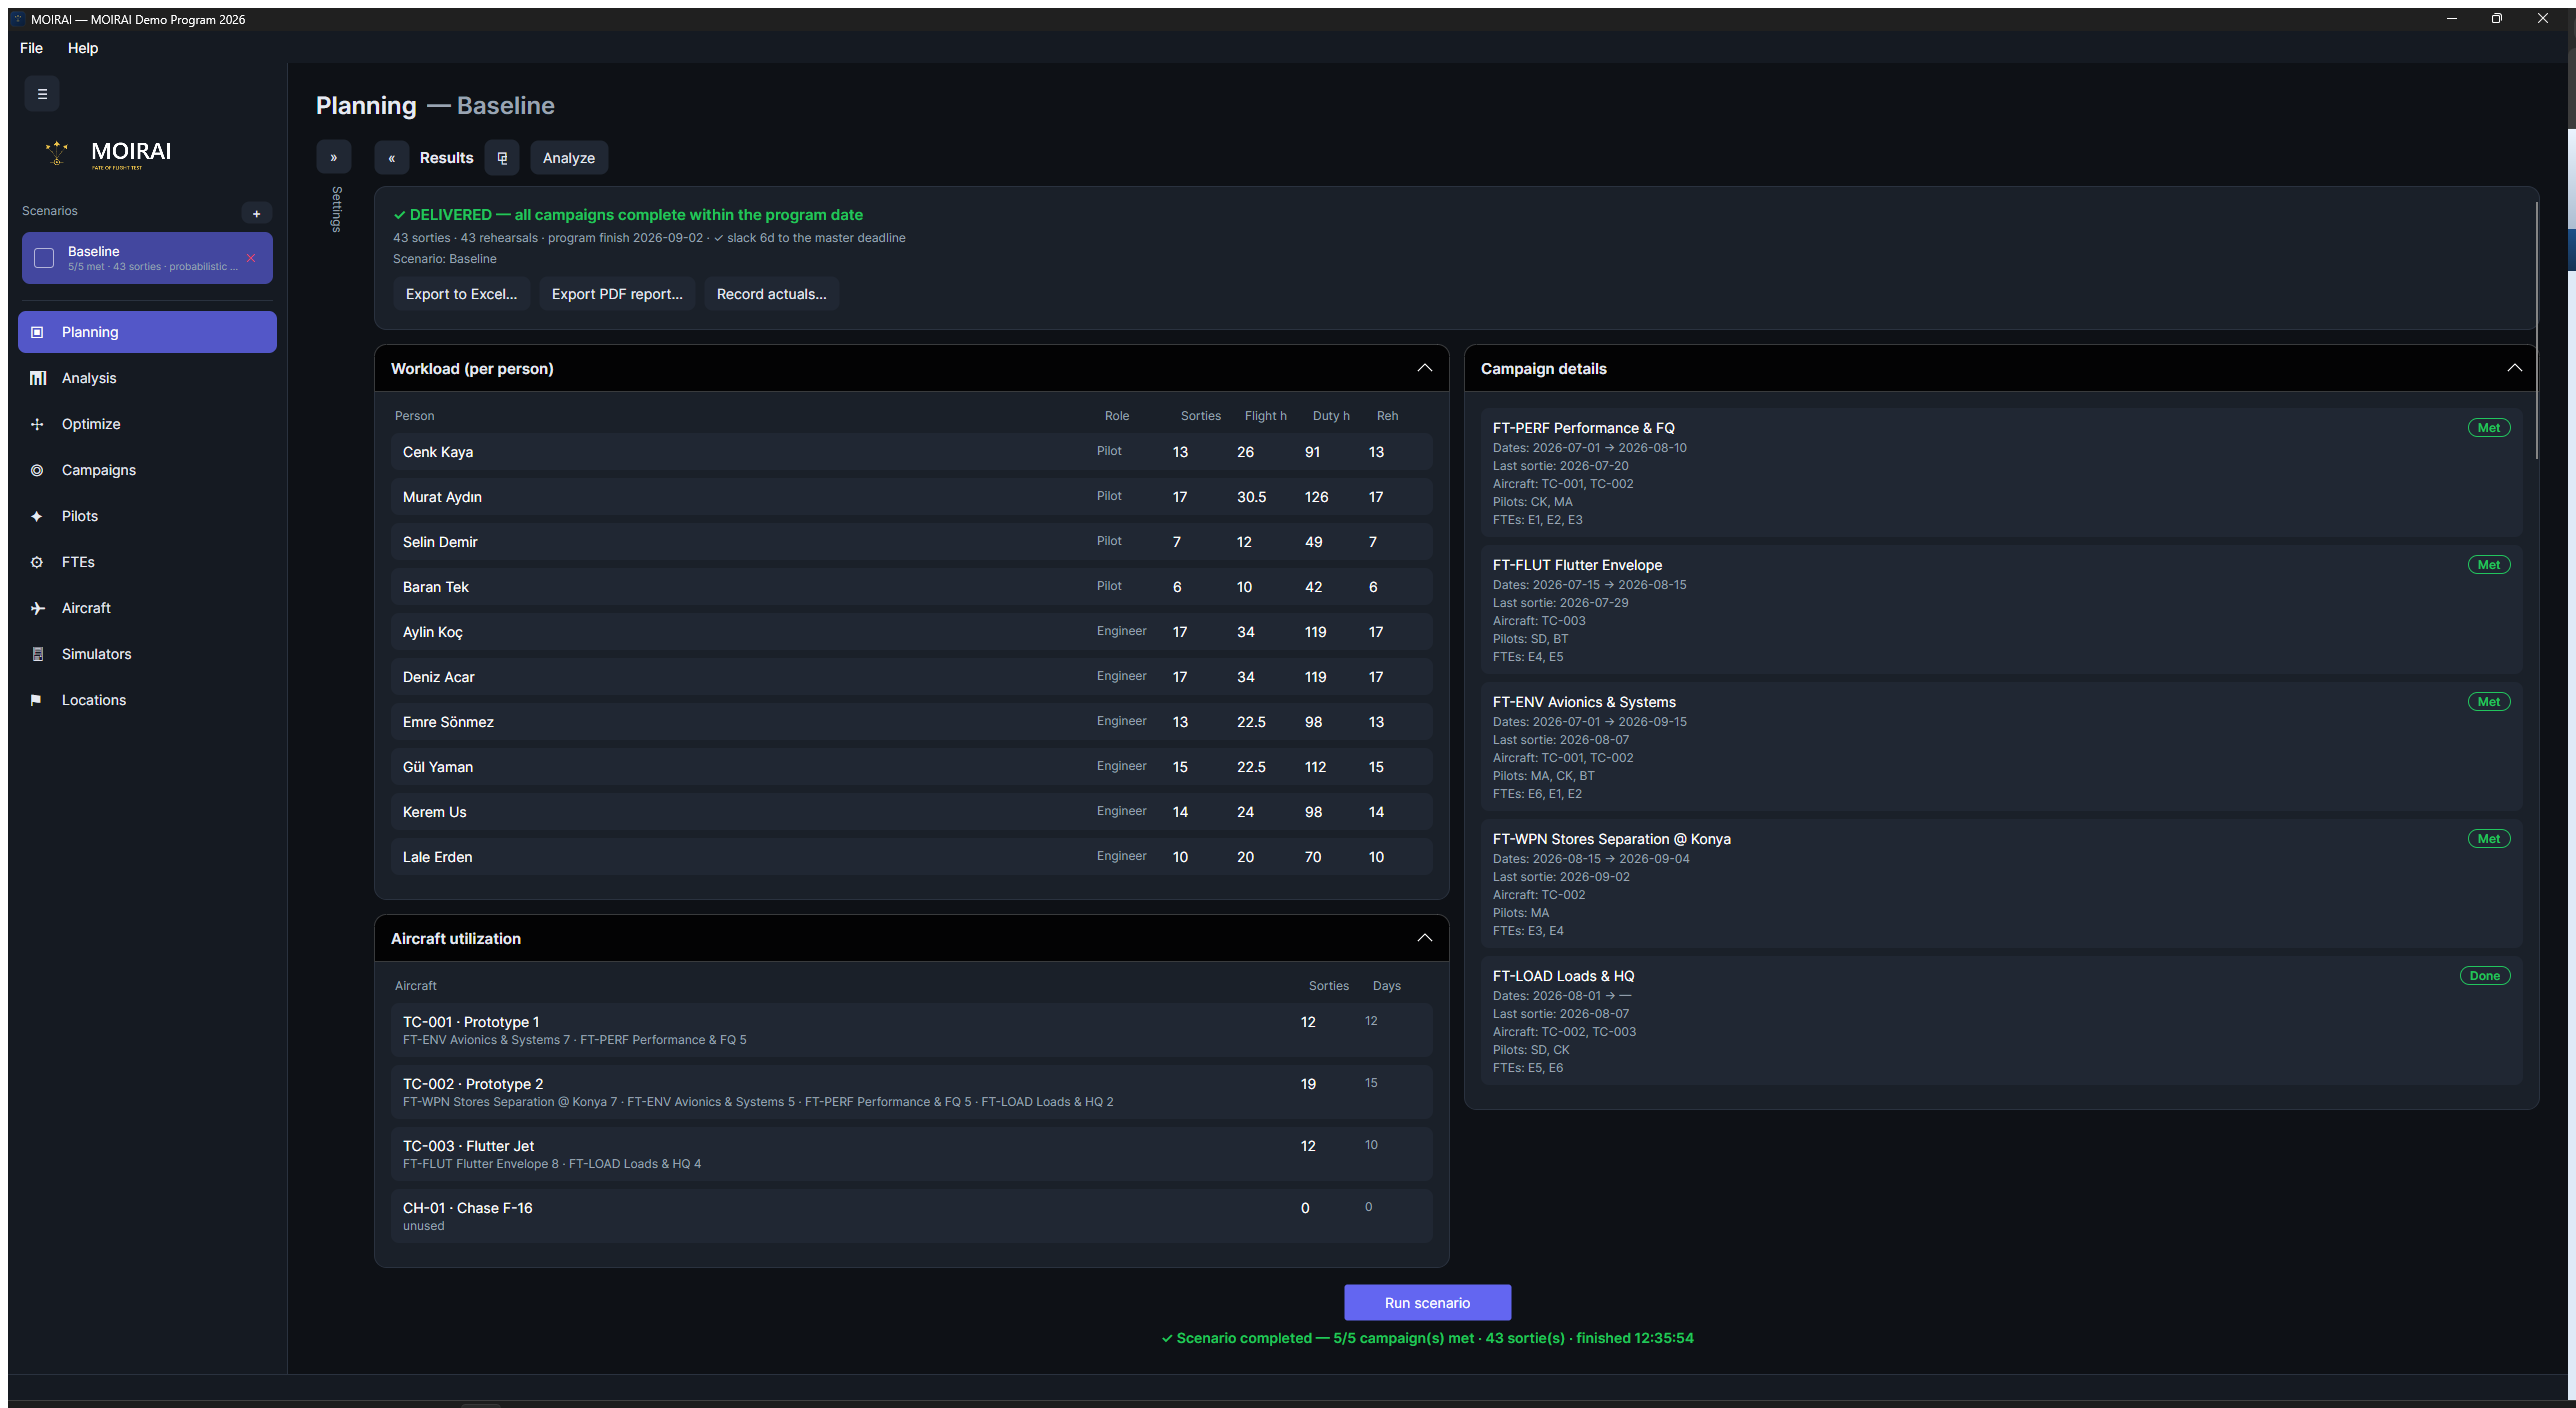 MOIRAI — MOIRAI Demo Program 2026
File Help
MOIRAI
FATE OF FLIGHT TEST
Scenarios
+
Baseline
5/5 met · 43 sorties · probabilistic ...
Planning
Analysis
Optimize
Campaigns
Pilots
FTEs
Aircraft
Simulators
Locations
Planning — Baseline
» « Results Analyze
Settings
✓ DELIVERED — all campaigns complete within the program date
43 sorties · 43 rehearsals · program finish 2026-09-02 · ✓ slack 6d to the master deadline
Scenario: Baseline
Export to Excel... Export PDF report... Record actuals...
Workload (per person)
Person Role Sorties Flight h Duty h Reh
Cenk Kaya Pilot 13 26 91 13
Murat Aydın Pilot 17 30.5 126 17
Selin Demir Pilot 7 12 49 7
Baran Tek Pilot 6 10 42 6
Aylin Koç Engineer 17 34 119 17
Deniz Acar Engineer 17 34 119 17
Emre Sönmez Engineer 13 22.5 98 13
Gül Yaman Engineer 15 22.5 112 15
Kerem Us Engineer 14 24 98 14
Lale Erden Engineer 10 20 70 10
Aircraft utilization
Aircraft Sorties Days
TC-001 · Prototype 1 12 12
FT-ENV Avionics & Systems 7 · FT-PERF Performance & FQ 5
TC-002 · Prototype 2 19 15
FT-WPN Stores Separation @ Konya 7 · FT-ENV Avionics & Systems 5 · FT-PERF Performance & FQ 5 · FT-LOAD Loads & HQ 2
TC-003 · Flutter Jet 12 10
FT-FLUT Flutter Envelope 8 · FT-LOAD Loads & HQ 4
CH-01 · Chase F-16 0 0
unused
Campaign details
FT-PERF Performance & FQ Met
Dates: 2026-07-01 → 2026-08-10
Last sortie: 2026-07-20
Aircraft: TC-001, TC-002
Pilots: CK, MA
FTEs: E1, E2, E3
FT-FLUT Flutter Envelope Met
Dates: 2026-07-15 → 2026-08-15
Last sortie: 2026-07-29
Aircraft: TC-003
Pilots: SD, BT
FTEs: E4, E5
FT-ENV Avionics & Systems Met
Dates: 2026-07-01 → 2026-09-15
Last sortie: 2026-08-07
Aircraft: TC-001, TC-002
Pilots: MA, CK, BT
FTEs: E6, E1, E2
FT-WPN Stores Separation @ Konya Met
Dates: 2026-08-15 → 2026-09-04
Last sortie: 2026-09-02
Aircraft: TC-002
Pilots: MA
FTEs: E3, E4
FT-LOAD Loads & HQ Done
Dates: 2026-08-01 → —
Last sortie: 2026-08-07
Aircraft: TC-002, TC-003
Pilots: SD, CK
FTEs: E5, E6
Run scenario
✓ Scenario completed — 5/5 campaign(s) met · 43 sortie(s) · finished 12:35:54